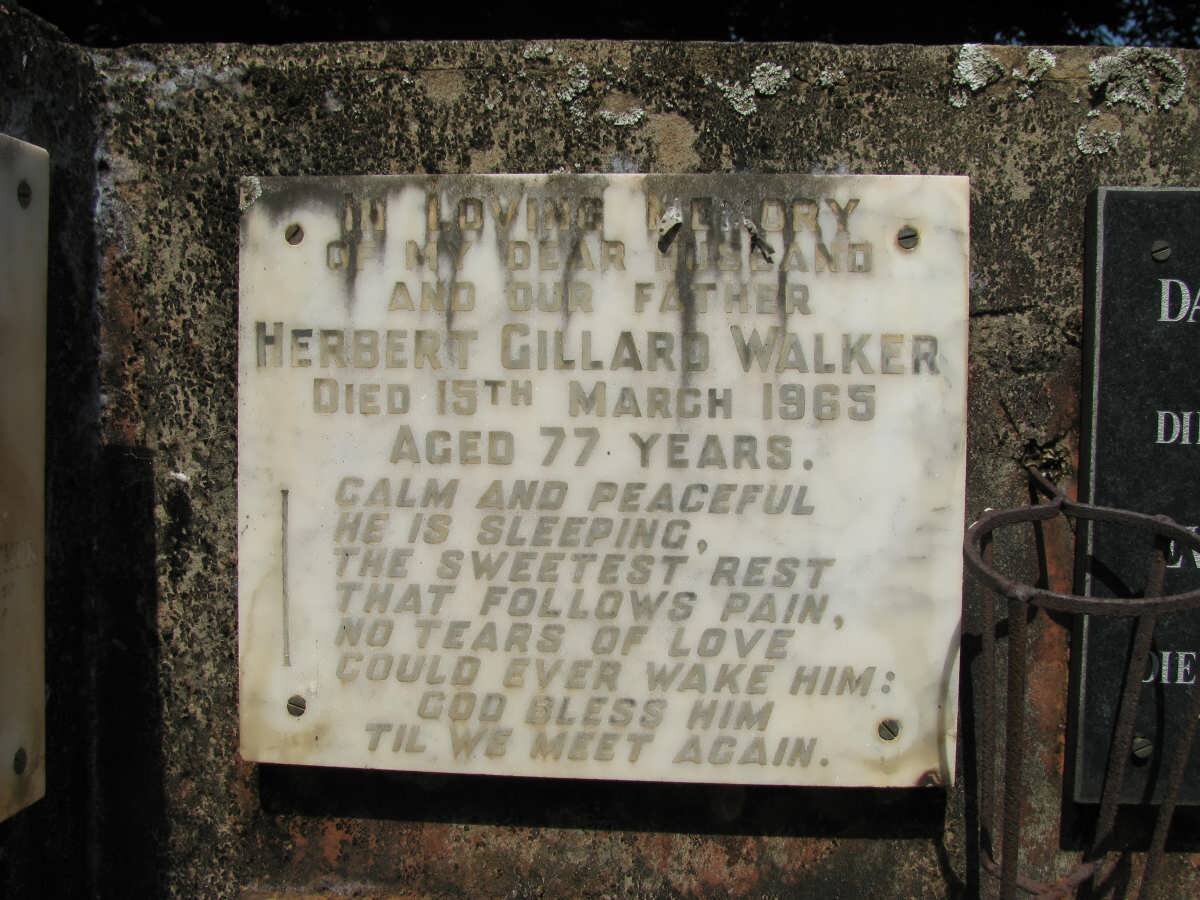 IN LOVING MEMORY
OF MY DEAR HUSBAND
AND OUR FATHER
HERBERT GILLARD WALKER
DIED 15TH MARCH 1965
AGED 77 YEARS.
CALM AND PEACEFUL
HE IS SLEEPING,
THE SWEETEST REST
THAT FOLLOWS PAIN,
NO TEARS OF LOVE
COULD EVER WAKE HIM:
GOD BLESS HIM
TIL WE MEET AGAIN.